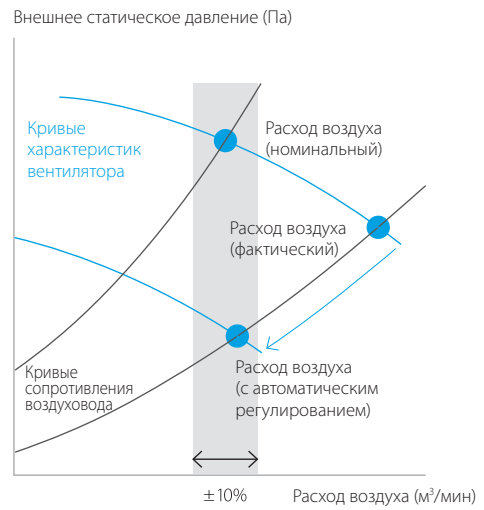 Внешнее статическое давление (Па)
Кривые
характеристик
вентилятора
Расход воздуха
(номинальный)
Расход воздуха
(фактический)
Кривые
сопротивления
воздуховода
Расход воздуха
(с автоматическим
регулированием)
±10%
Расход воздуха (м³/мин)